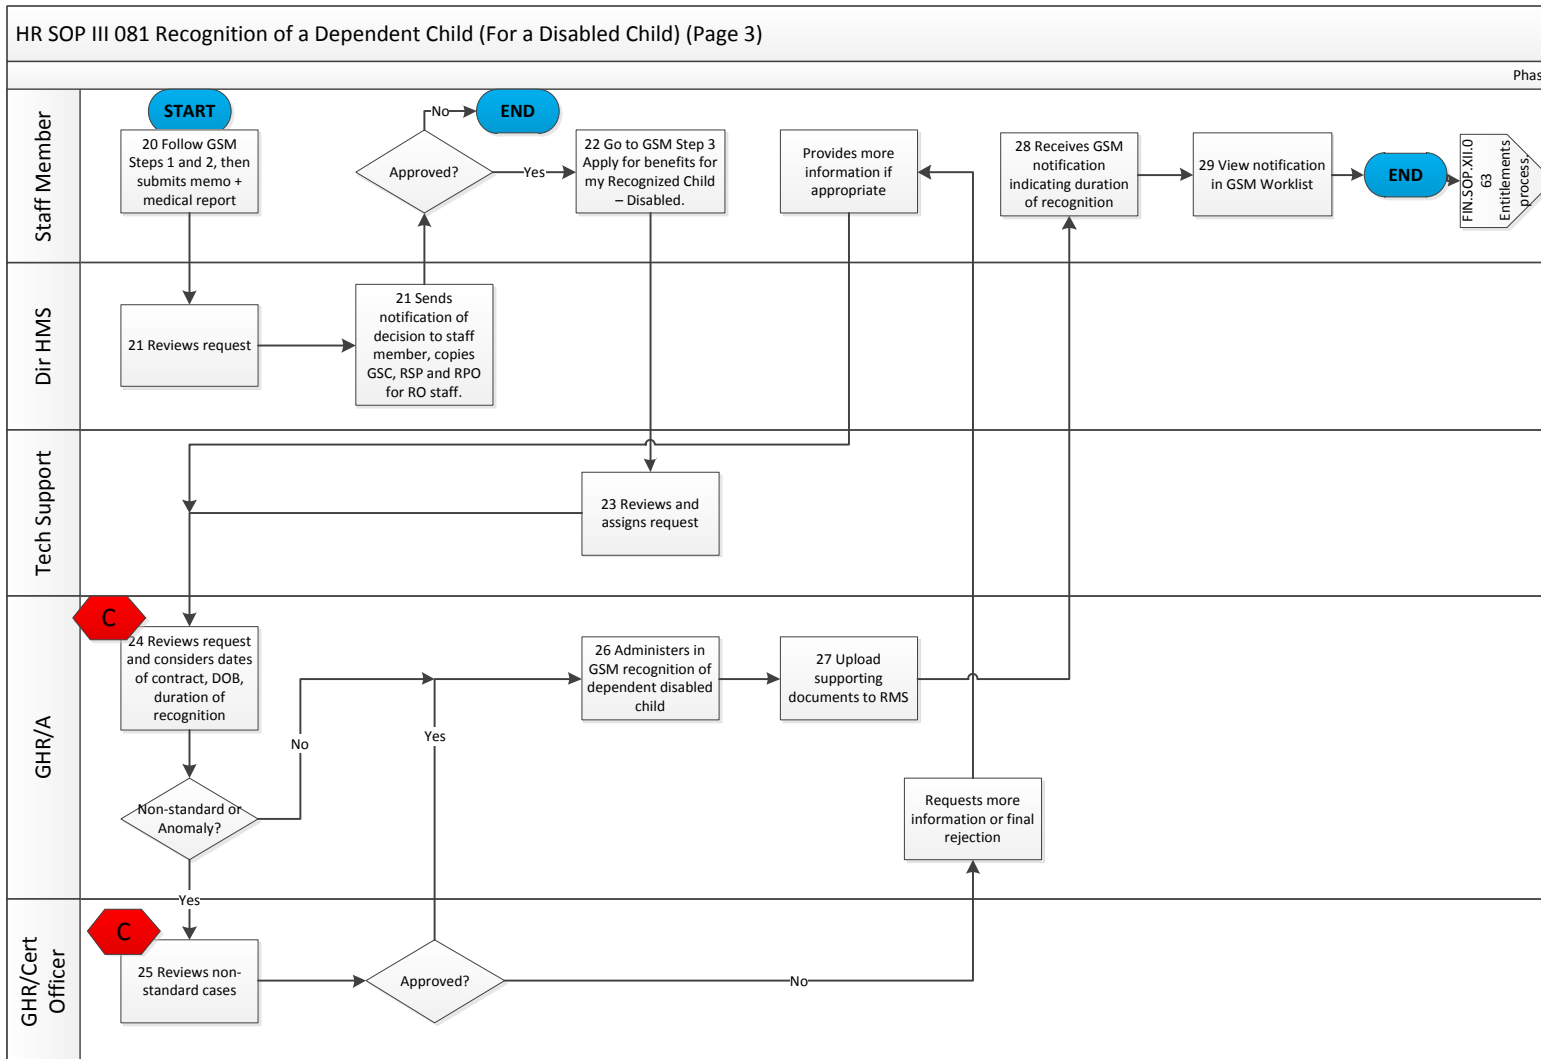 HR SOP III 081 Recognition of a Dependent Child (For a Disabled Child) (Page 3)
Phas
Staff Member
START
20 Follow GSM
Steps 1 and 2, then
submits memo +
medical report
Approved?
No
END
Yes
22 Go to GSM Step 3
Apply for benefits for
my Recognized Child
– Disabled.
Provides more
information if
appropriate
28 Receives GSM
notification
indicating duration
of recognition
29 View notification
in GSM Worklist
END
FIN.SOP.XII.0
63
Entitlements
process.
Dir HMS
21 Reviews request
21 Sends
notification of
decision to staff
member, copies
GSC, RSP and RPO
for RO staff.
Tech Support
23 Reviews and
assigns request
GHR/A
C
24 Reviews request
and considers dates
of contract, DOB,
duration of
recognition
Non-standard or
Anomaly?
No
Yes
Yes
26 Administers in
GSM recognition of
dependent disabled
child
27 Upload
supporting
documents to RMS
Requests more
information or final
rejection
GHR/Cert
Officer
C
25 Reviews non-
standard cases
Approved?
No